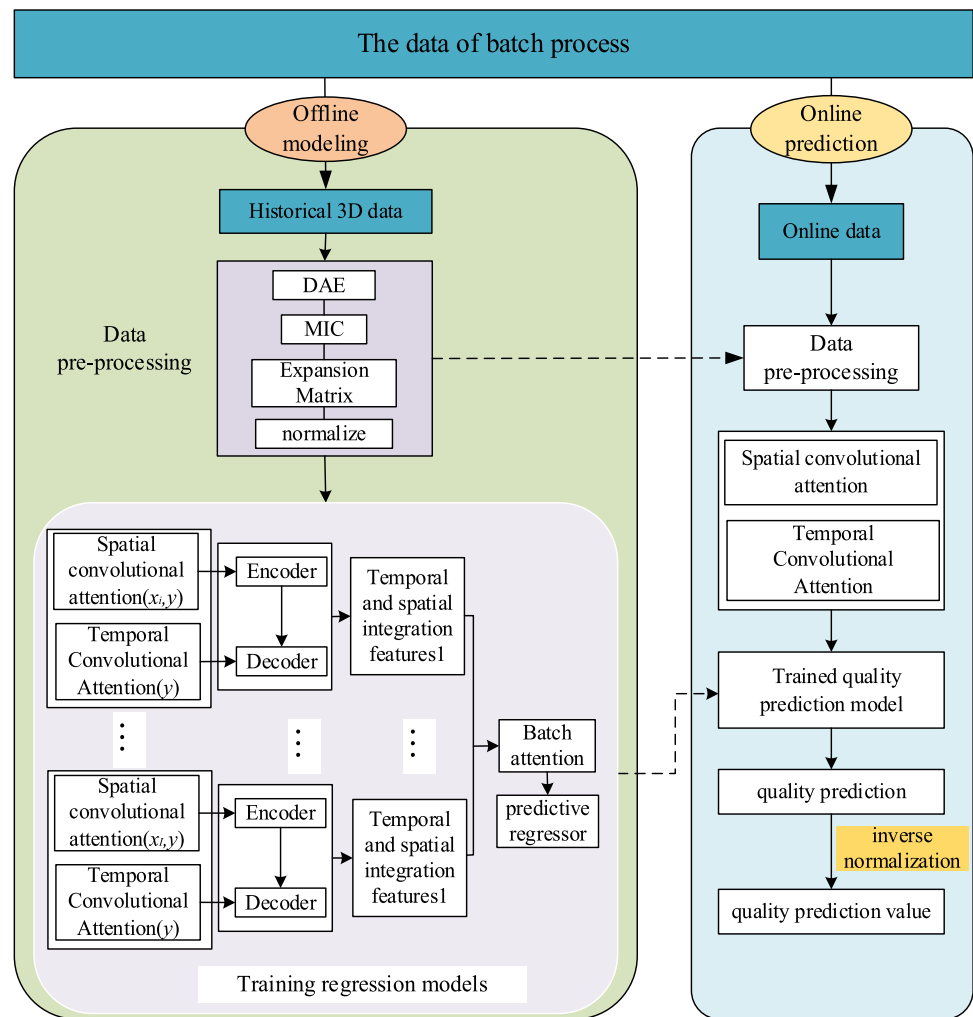 The data of batch process
Offline
modeling
Historical 3D data
DAE
MIC
Expansion
Matrix
normalize
Data
pre-processing
Spatial
convolutional
attention(xᵢ,y)
Temporal
Convolutional
Attention(y)
Encoder
Decoder
Temporal
and spatial
integration
features1
⋮
⋮
⋮
Spatial
convolutional
attention(xₗ,y)
Temporal
Convolutional
Attention(y)
Encoder
Decoder
Temporal
and spatial
integration
features1
Batch
attention
predictive
regressor
Training regression models
Online
prediction
Online data
Data
pre-processing
Spatial convolutional
attention
Temporal
Convolutional
Attention
Trained quality
prediction model
quality prediction
inverse
normalization
quality prediction value